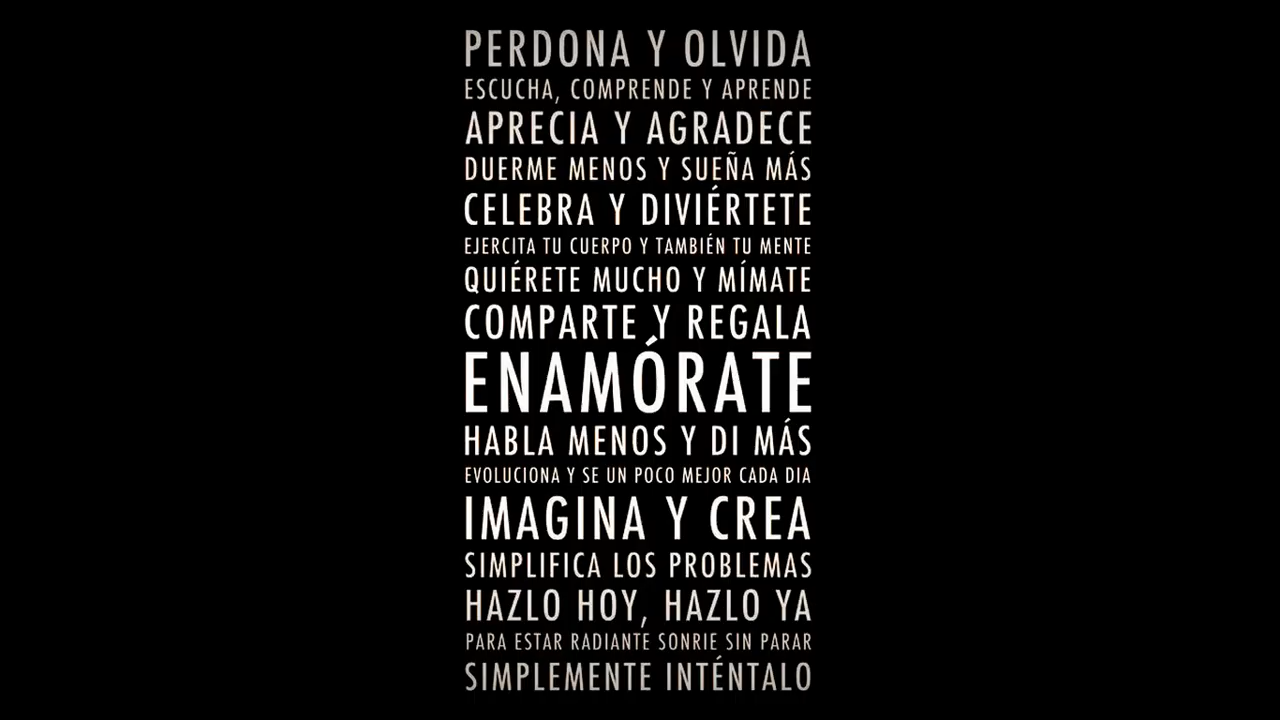 PERDONA Y OLVIDA
ESCUCHA, COMPRENDE Y APRENDE
APRECIA Y AGRADECE
DUERME MENOS Y SUEÑA MÁS
CELEBRA Y DIVIÉRTETE
EJERCITA TU CUERPO Y TAMBIÉN TU MENTE
QUIÉRETE MUCHO Y MÍMATE
COMPARTE Y REGALA
ENAMÓRATE
HABLA MENOS Y DI MÁS
EVOLUCIONA Y SE UN POCO MEJOR CADA DIA
IMAGINA Y CREA
SIMPLIFICA LOS PROBLEMAS
HAZLO HOY, HAZLO YA
PARA ESTAR RADIANTE SONRIE SIN PARAR
SIMPLEMENTE INTÉNTALO